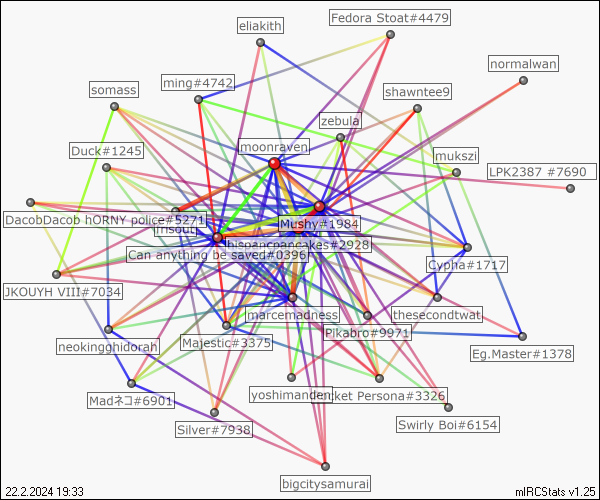 Fedora Stoat#4479
eliakith
normalwan
ming#4742
somass
shawntee9
zebula
moonraven
Duck#1245
mukszi
LPK2387 #7690
DacobDacob hORNY police#5271
Mushy#1984
hispancpancakes#2928
Can anything be saved#0396
Cypna#1717
JKOUYH VIII#7034
marcemadness
thesecondtwat
Pikabro#9971
neokingghidorah
Majestic#3375
Eg.Master#1378
Madネコ#6901
yoshimanden
cket Persona#3326
Silver#7938
Swirly Boi#6154
bigcitysamurai
22.2.2024 19:33
mIRCStats v1.25